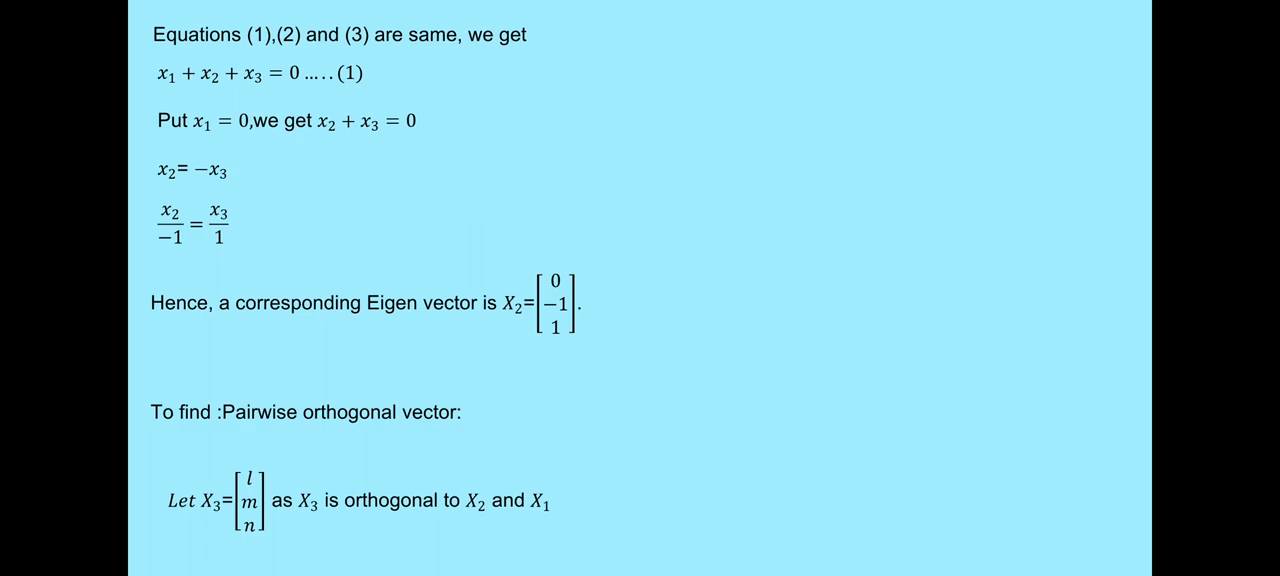 Equations (1),(2) and (3) are same, we get
x₁ + x₂ + x₃ = 0 .....(1)
Put x₁ = 0,we get x₂ + x₃ = 0
x₂= −x₃
x₂/−1 = x₃/1
Hence, a corresponding Eigen vector is X₂=[0 −1 1].
To find :Pairwise orthogonal vector:
Let X₃=[l m n] as X₃ is orthogonal to X₂ and X₁